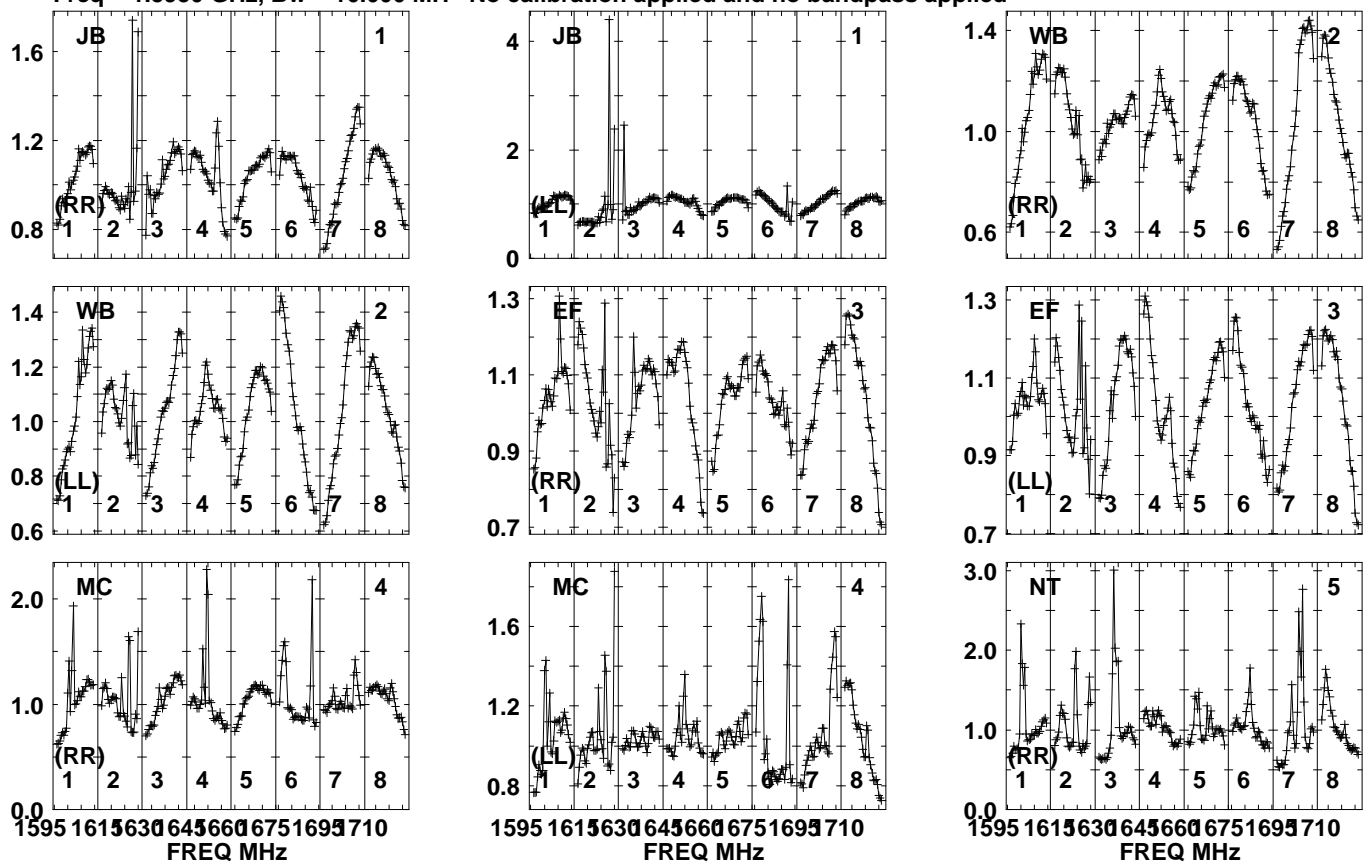 No calibration applied and no bandpass applied
JB 1 JB 1 WB 2
1.6 4 1.4
1.2 2 1.0
0.8 0 0.6
(RR) (LL) (RR)
1 2 3 4 5 6 7 8 1 2 3 4 5 6 7 8 1 2 3 4 5 6 7 8
WB 2 EF 3 EF 3
1.4 1.3 1.3
1.2 1.1 1.1
1.0 0.9 0.9
0.8 0.7 0.7
0.6
(LL) (RR) (LL)
1 2 3 4 5 6 7 8 1 2 3 4 5 6 7 8 1 2 3 4 5 6 7 8
MC 4 MC 4 NT 5
2.0 1.6 3.0
1.0 1.2 2.0
0.0 0.8 1.0
0.0
(RR) (LL) (RR)
1 2 3 4 5 6 7 8 1 2 3 4 5 6 7 8 1 2 3 4 5 6 7 8
1595 1615 1630 1645 1660 1675 1695 1710 1595 1615 1630 1645 1660 1675 1695 1710 1595 1615 1630 1645 1660 1675 1695 1710
FREQ MHz FREQ MHz FREQ MHz